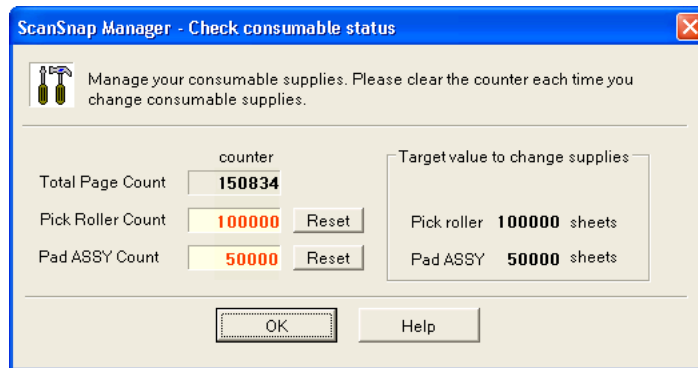 ScanSnap Manager - Check consumable status
Manage your consumable supplies. Please clear the counter each time you
change consumable supplies.
counter
Total Page Count 150834
Pick Roller Count 100000 Reset
Pad ASSY Count 50000 Reset
Target value to change supplies
Pick roller 100000 sheets
Pad ASSY 50000 sheets
OK Help